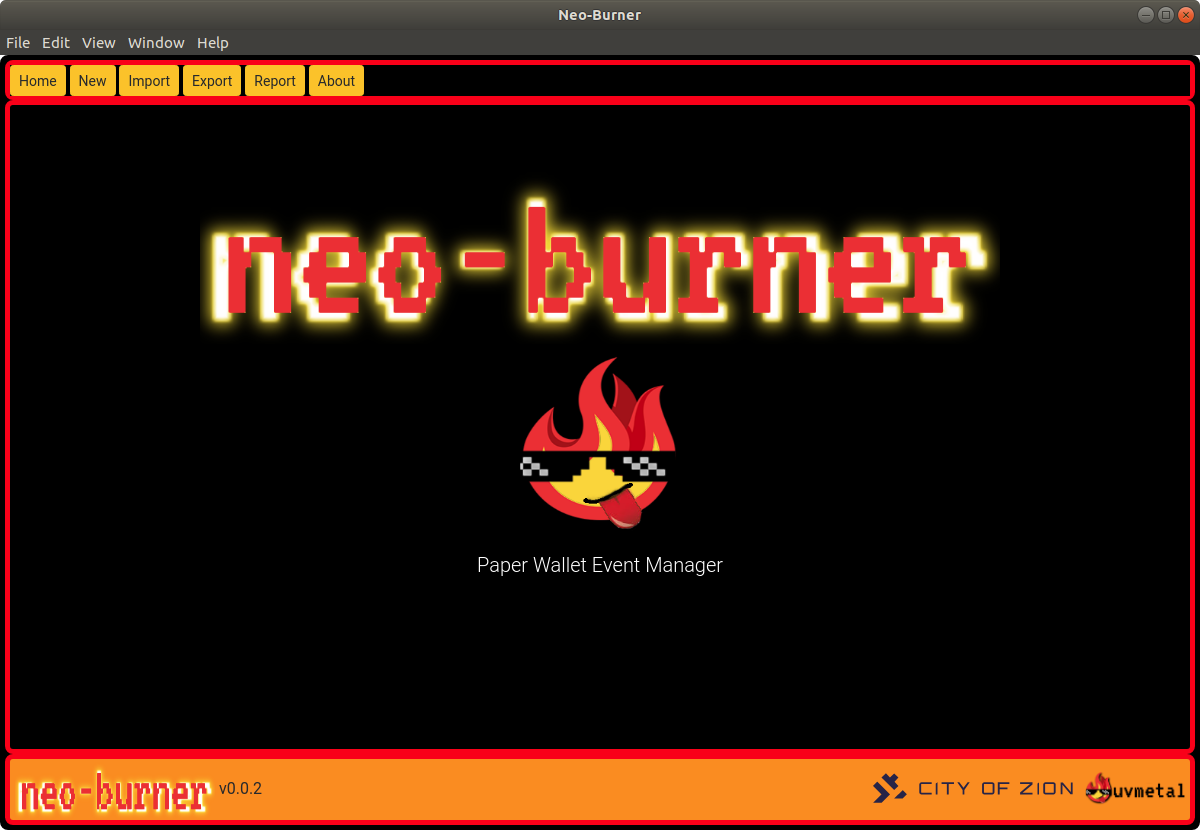 Neo-Burner
File Edit View Window Help
Home New Import Export Report About
neo-burner
Paper Wallet Event Manager
neo-burner v0.0.2 CITY OF ZION uvmetal